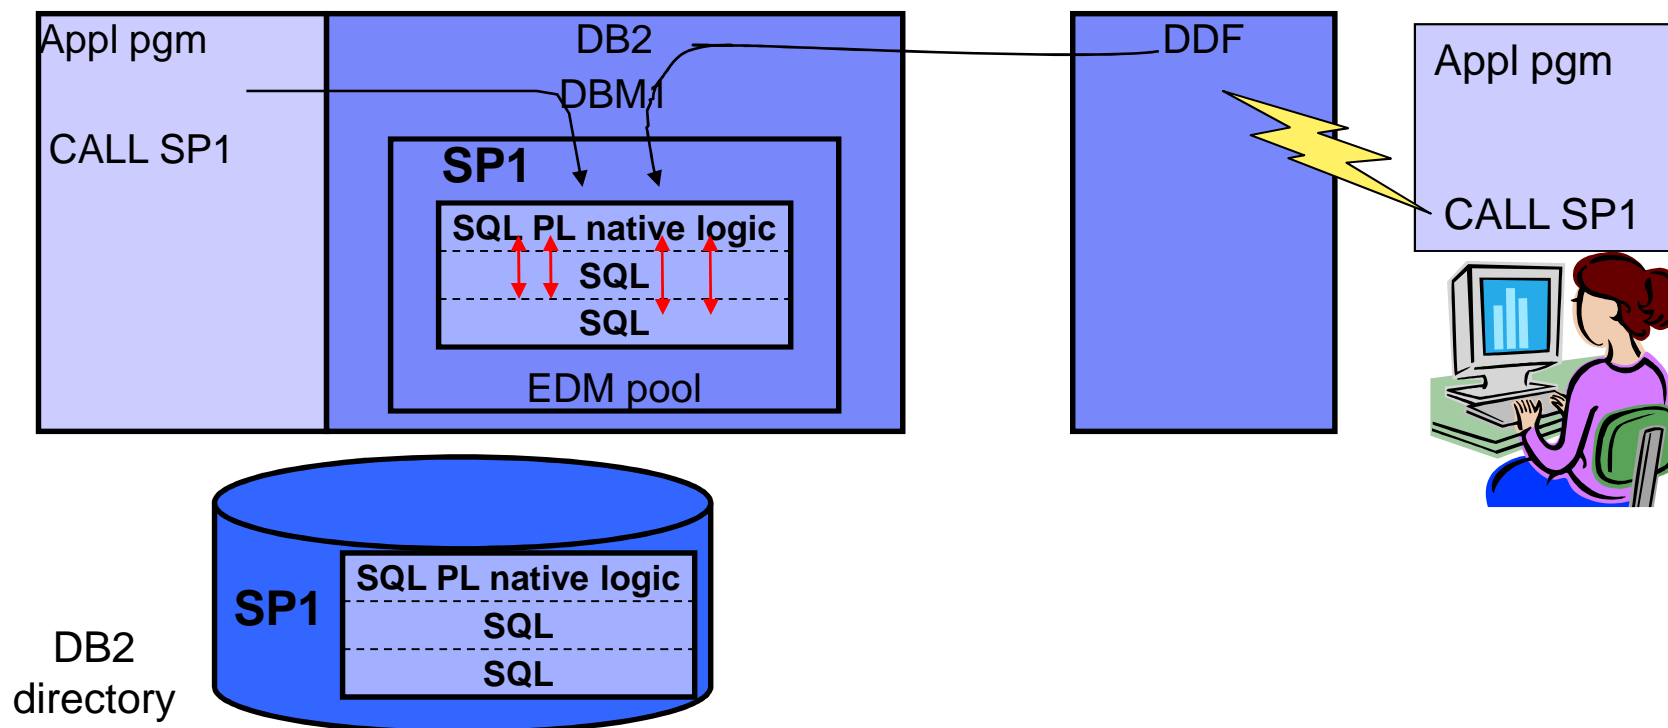 Appl pgm
CALL SP1
DB2
DBM1
SP1
SQL PL native logic
SQL
SQL
EDM pool
DDF
Appl pgm
CALL SP1
SP1
SQL PL native logic
SQL
SQL
DB2
directory